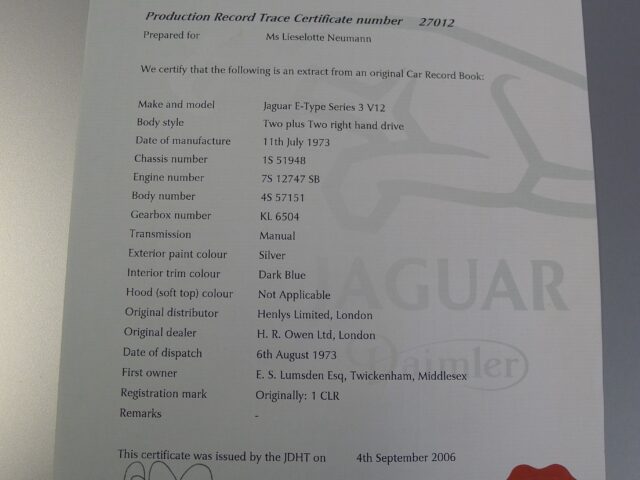 Production Record Trace Certificate number 27012
Prepared for Ms Lieselotte Neumann
We certify that the following is an extract from an original Car Record Book:
Make and model Jaguar E-Type Series 3 V12
Body style Two plus Two right hand drive
Date of manufacture 11th July 1973
Chassis number 1S 51948
Engine number 7S 12747 SB
Body number 4S 57151
Gearbox number KL 6504
Transmission Manual
Exterior paint colour Silver
Interior trim colour Dark Blue
Hood (soft top) colour Not Applicable
Original distributor Henlys Limited, London
Original dealer H. R. Owen Ltd, London
Date of dispatch 6th August 1973
First owner E. S. Lumsden Esq, Twickenham, Middlesex
Registration mark Originally: 1 CLR
Remarks -
This certificate was issued by the JDHT on 4th September 2006
JAGUAR
Daimler